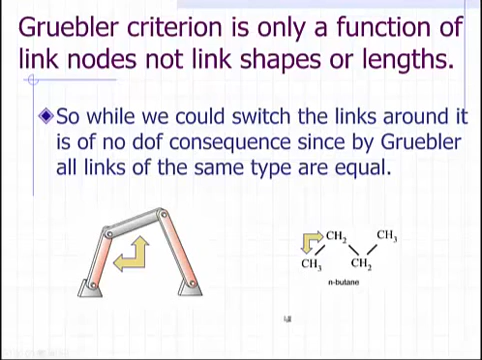 Gruebler criterion is only a function of
link nodes not link shapes or lengths.
So while we could switch the links around it
is of no dof consequence since by Gruebler
all links of the same type are equal.
CH2 CH3
CH3 CH2
n-butane